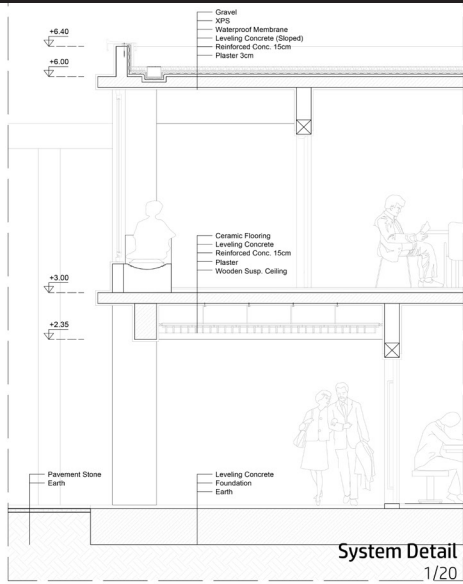 Gravel
XPS
Waterproof Membrane
Leveling Concrete (Sloped)
Reinforced Conc. 15cm
Plaster 3cm
+6.40
+6.00
Ceramic Flooring
Leveling Concrete
Reinforced Conc. 15cm
Plaster
Wooden Susp. Ceiling
+3.00
+2.35
Pavement Stone
Earth
Leveling Concrete
Foundation
Earth
System Detail
1/20